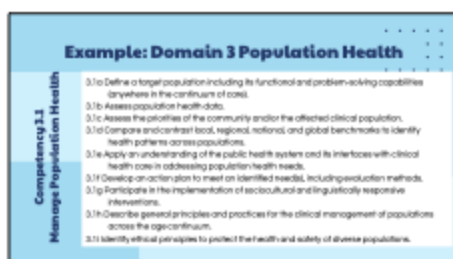 Example: Domain 3 Population Health
Competency 3.1
Manage Population Health
3.1a Define a target population including its functional and problem-solving capabilities
(anywhere in the continuum of care).
3.1b Assess population health data.
3.1c Assess the priorities of the community and/or the affected clinical population.
3.1d Compare and contrast local, regional, national, and global benchmarks to identify
health patterns across populations.
3.1e Apply an understanding of the public health system and its interfaces with clinical
health care in addressing population health needs.
3.1f Develop an action plan to meet an identified need(s), including evaluation methods.
3.1g Participate in the implementation of sociocultural and linguistically responsive
interventions.
3.1h Describe general principles and practices for the clinical management of populations
across the age continuum.
3.1i Identify ethical principles to protect the health and safety of diverse populations.